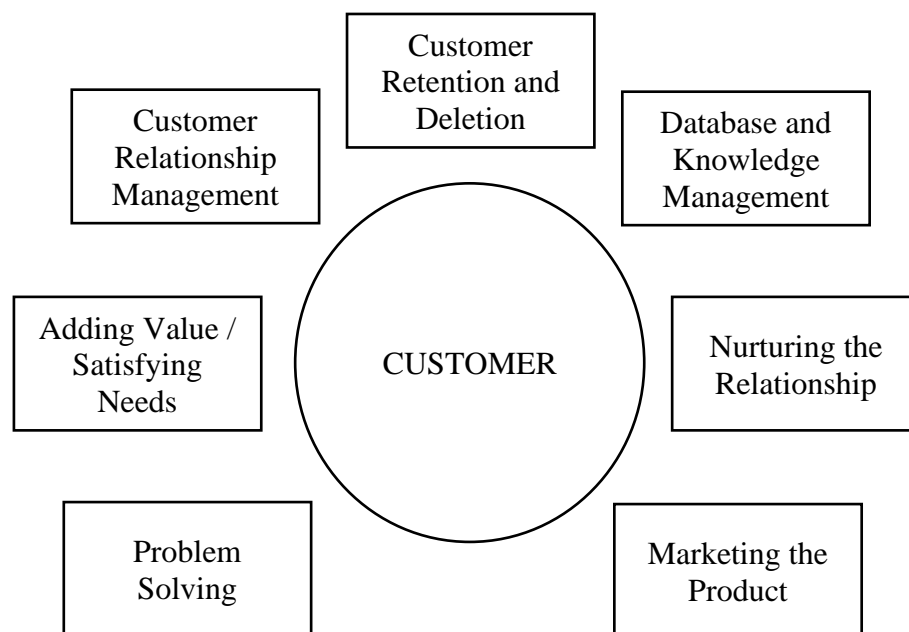 Customer
Retention and
Deletion
Customer
Relationship
Management
Database and
Knowledge
Management
Adding Value /
Satisfying
Needs
CUSTOMER
Nurturing the
Relationship
Problem
Solving
Marketing the
Product